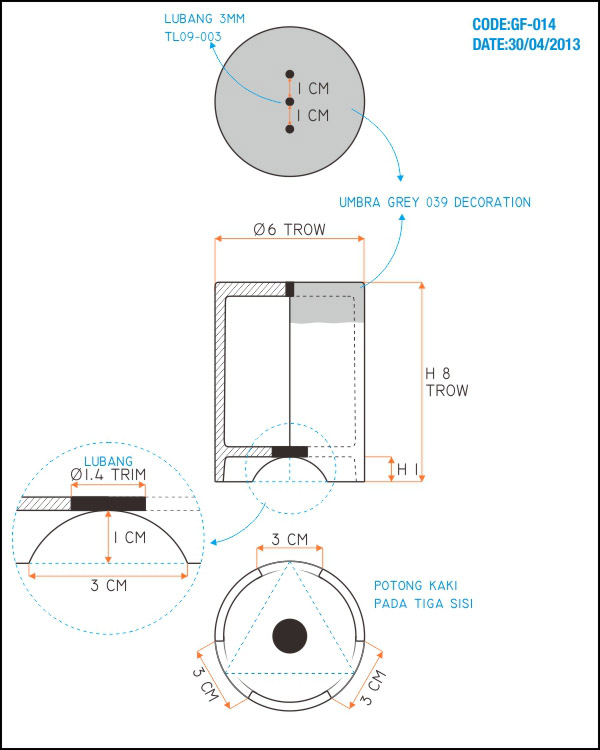 LUBANG 3MM
TL09-003
CODE:GF-014
DATE:30/04/2013
1 CM
1 CM
UMBRA GREY 039 DECORATION
Ø6 TROW
H 8
TROW
H 1
LUBANG
Ø1.4 TRIM
1 CM
3 CM
3 CM
POTONG KAKI
PADA TIGA SISI
3 CM
3 CM